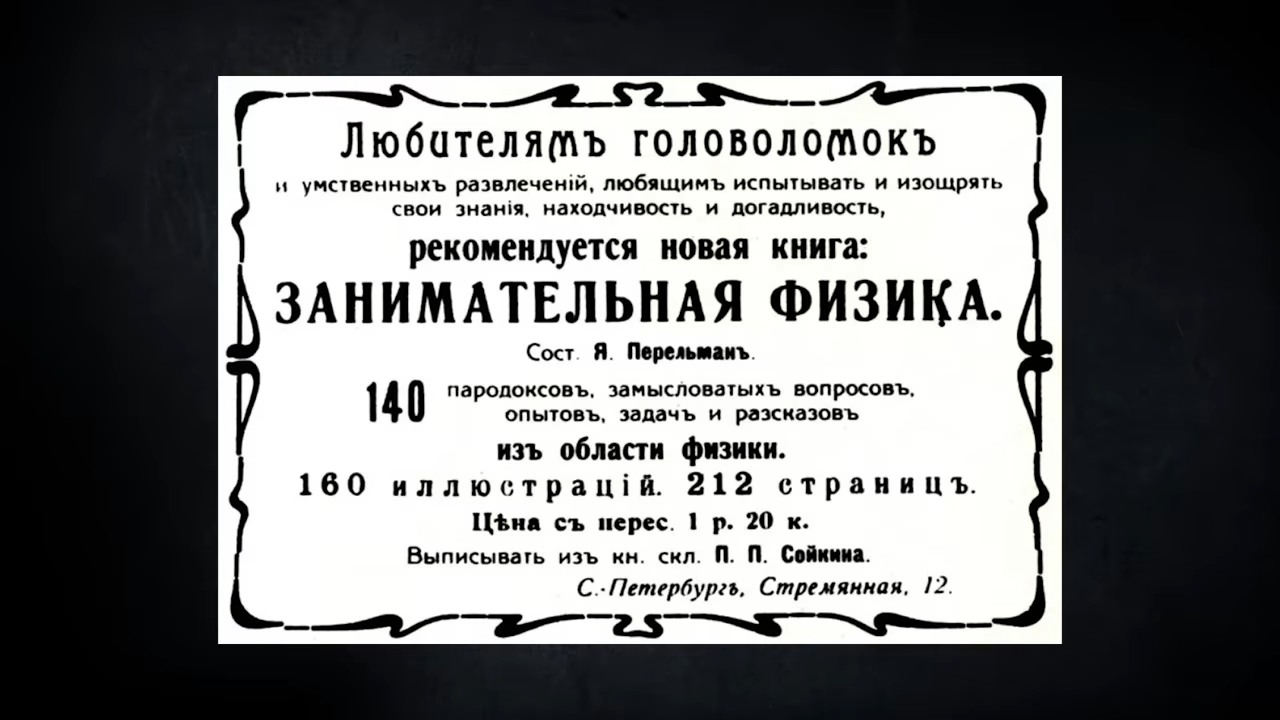 Любителямъ головоломокъ
и умственныхъ развлеченій, любящимъ испытывать и изощрять
свои знанія, находчивость и догадливость,
рекомендуется новая книга:
ЗАНИМАТЕЛЬНАЯ ФИЗИКА.
Сост. Я. Перельманъ.
140 пародоксовъ, замысловатыхъ вопросовъ,
опытовъ, задачъ и разсказовъ
изъ области физики.
160 иллюстрацій. 212 страницъ.
Цѣна съ перес. 1 р. 20 к.
Выписывать изъ кн. скл. П. П. Сойкина.
С.-Петербургъ, Стремянная, 12.